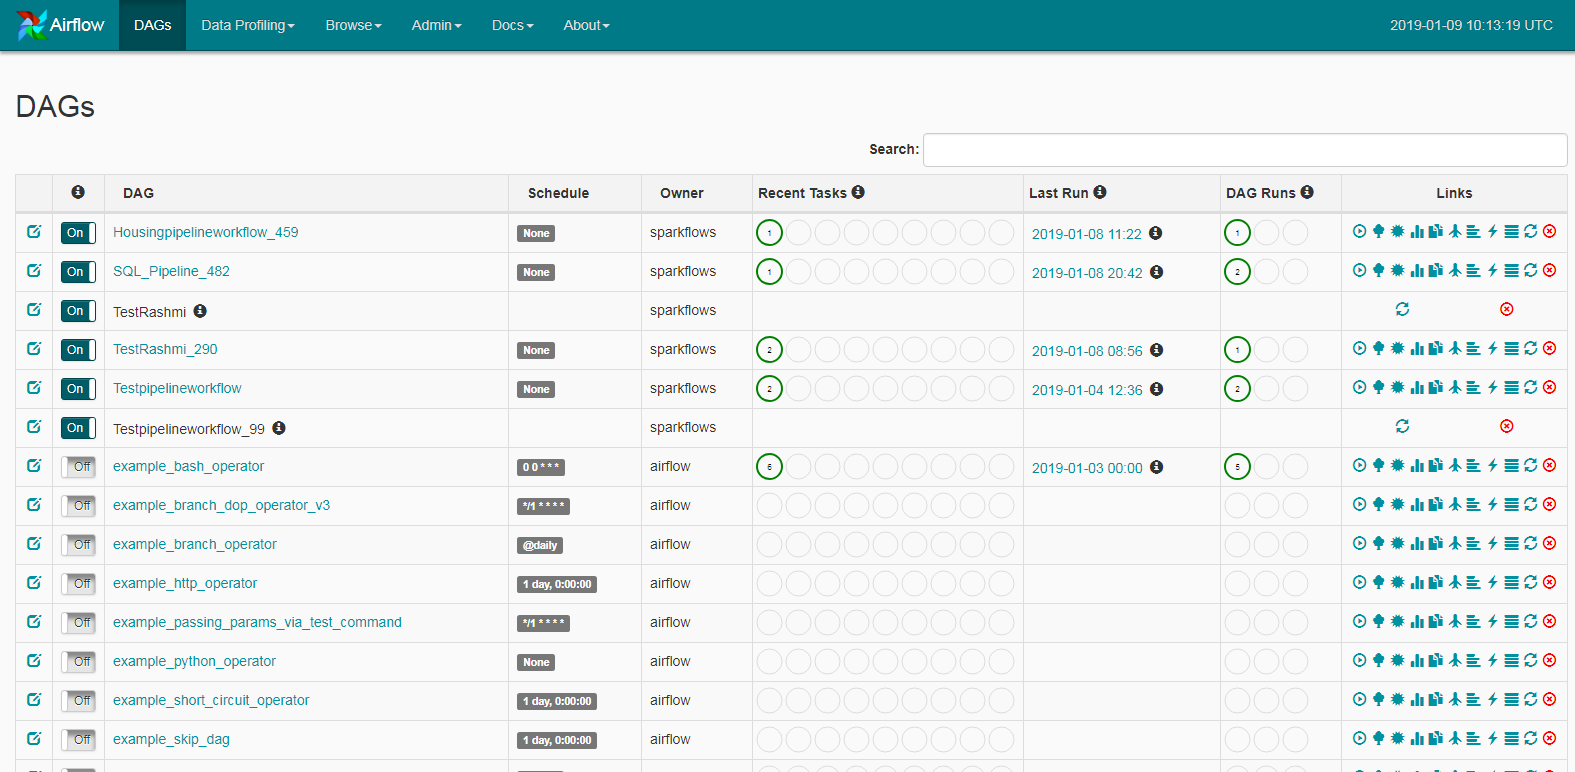 Airflow DAGs Data Profiling Browse Admin Docs About 2019-01-09 10:13:19 UTC
DAGs
Search:
DAG Schedule Owner Recent Tasks Last Run DAG Runs Links
On Housingpipelineworkflow_459 None sparkflows 1 2019-01-08 11:22 1
On SQL_Pipeline_482 None sparkflows 1 2019-01-08 20:42 2
On TestRashmi sparkflows
On TestRashmi_290 None sparkflows 2 2019-01-08 08:56 1
On Testpipelineworkflow None sparkflows 2 2019-01-04 12:36 2
On Testpipelineworkflow_99 sparkflows
Off example_bash_operator 0 0 * * * airflow 6 2019-01-03 00:00 5
Off example_branch_dop_operator_v3 */1 * * * * airflow
Off example_branch_operator @daily airflow
Off example_http_operator 1 day, 0:00:00 airflow
Off example_passing_params_via_test_command */1 * * * * airflow
Off example_python_operator None airflow
Off example_short_circuit_operator 1 day, 0:00:00 airflow
Off example_skip_dag 1 day, 0:00:00 airflow